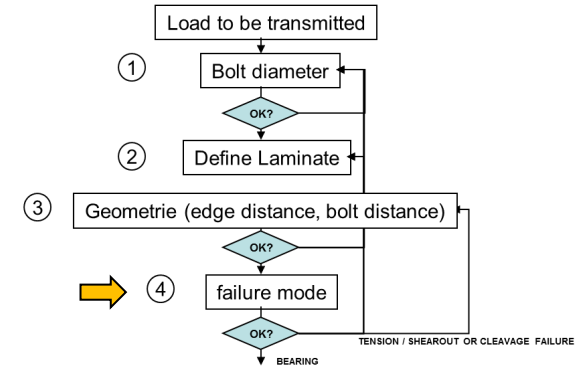 Load to be transmitted
1
Bolt diameter
OK?
2
Define Laminate
3
Geometrie (edge distance, bolt distance)
OK?
4
failure mode
OK?
TENSION / SHEAROUT OR CLEAVAGE FAILURE
BEARING